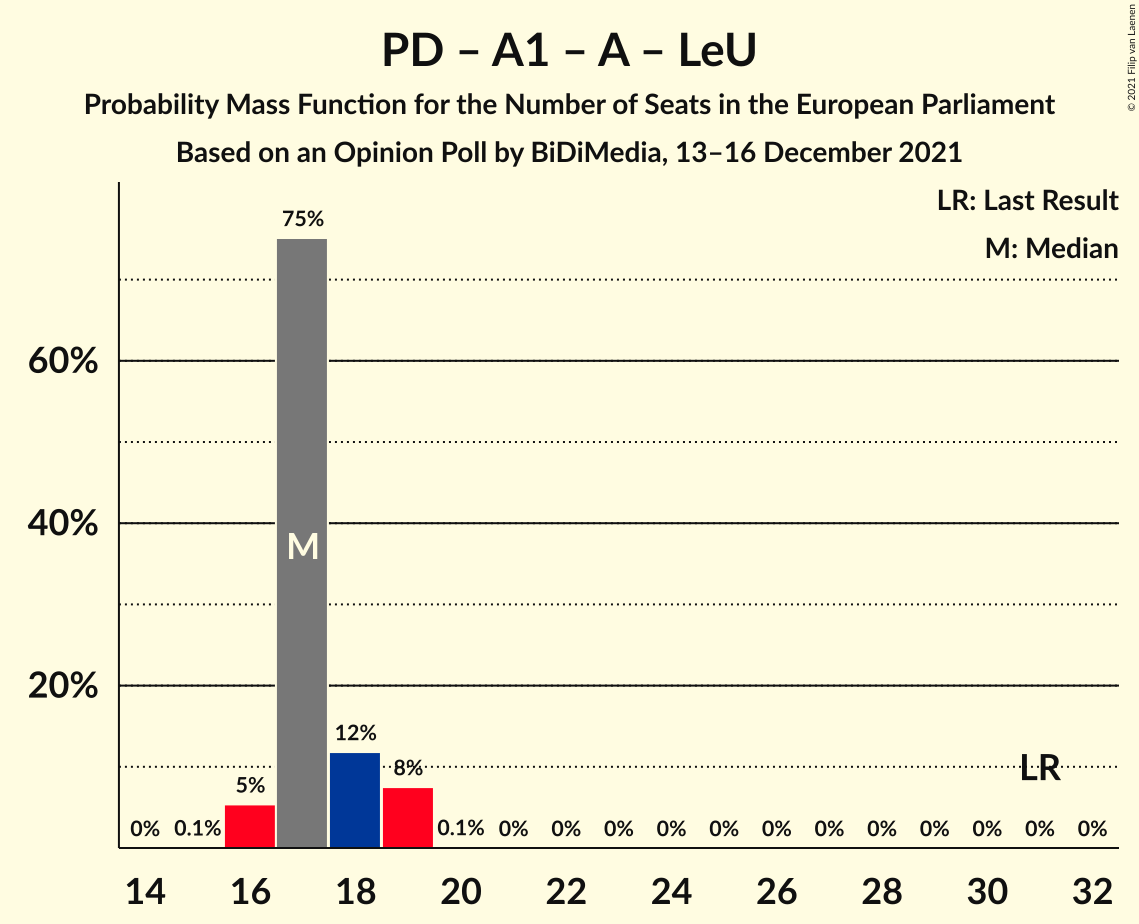 PD – A1 – A – LeU
Probability Mass Function for the Number of Seats in the European Parliament
Based on an Opinion Poll by BiDiMedia, 13–16 December 2021
© 2021 Filip van Laenen
LR: Last Result
M: Median
75%
60%
40%
20%
M
LR
0% 0.1% 5% 12% 8% 0.1% 0% 0% 0% 0% 0% 0% 0% 0% 0% 0% 0% 0%
14 16 18 20 22 24 26 28 30 32